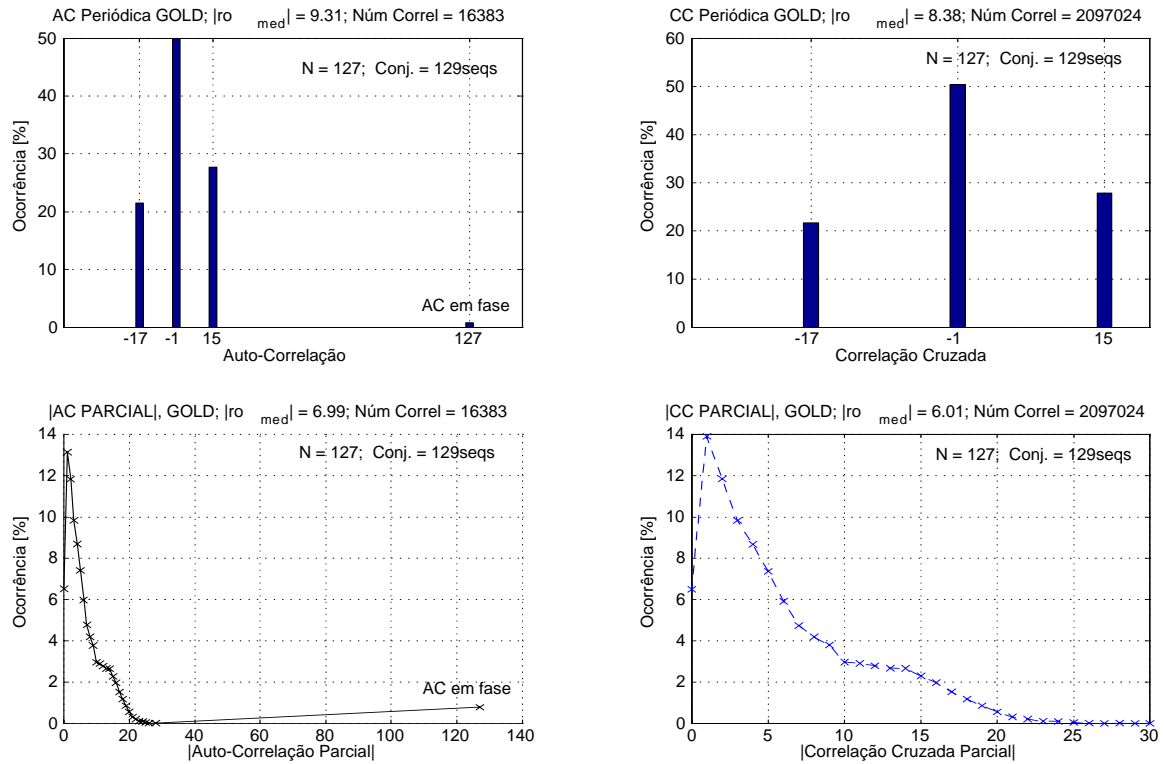 AC Periódica GOLD; |ro med| = 9.31; Núm Correl = 16383
50
40
30
20
10
0
Ocorrência [%]
N = 127; Conj. = 129seqs
AC em fase
-17 -1 15 127
Auto-Correlação
CC Periódica GOLD; |ro med| = 8.38; Núm Correl = 2097024
60
50
40
30
20
10
0
Ocorrência [%]
N = 127; Conj. = 129seqs
-17 -1 15
Correlação Cruzada
|AC PARCIAL|, GOLD; |ro med| = 6.99; Núm Correl = 16383
14
12
10
8
6
4
2
0
Ocorrência [%]
N = 127; Conj. = 129seqs
AC em fase
0 20 40 60 80 100 120 140
|Auto-Correlação Parcial|
|CC PARCIAL|, GOLD; |ro med| = 6.01; Núm Correl = 2097024
14
12
10
8
6
4
2
0
Ocorrência [%]
N = 127; Conj. = 129seqs
0 5 10 15 20 25 30
|Correlação Cruzada Parcial|